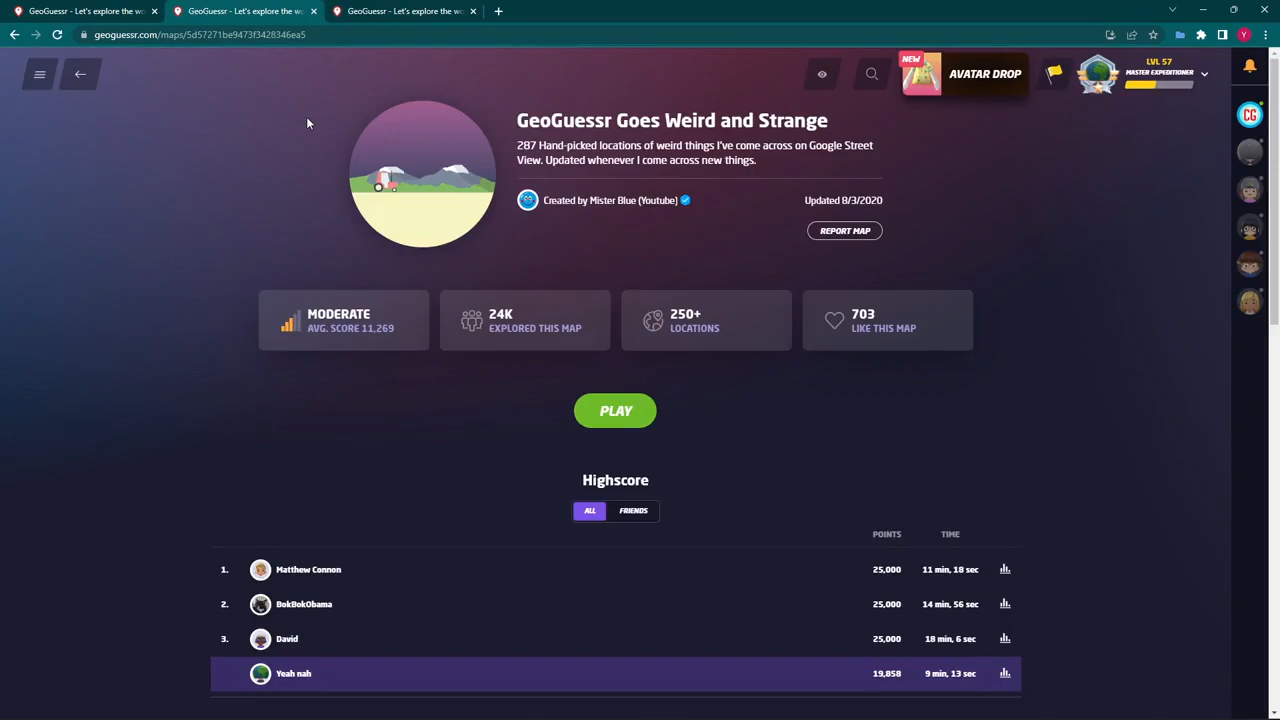 GeoGuessr - Let's explore the wo
GeoGuessr - Let's explore the wo
GeoGuessr - Let's explore the wo
geoguessr.com/maps/5d57271be9473f3428346ea5
Y
NEW
AVATAR DROP
LVL 57
MASTER EXPEDITIONER
CG
GeoGuessr Goes Weird and Strange
287 Hand-picked locations of weird things I've come across on Google Street
View. Updated whenever I come across new things.
Created by Mister Blue (Youtube)
Updated 8/3/2020
REPORT MAP
MODERATE
AVG. SCORE 11,269
24K
EXPLORED THIS MAP
250+
LOCATIONS
703
LIKE THIS MAP
PLAY
Highscore
ALL
FRIENDS
POINTS TIME
1. Matthew Connon 25,000 11 min, 18 sec
2. BokBokObama 25,000 14 min, 56 sec
3. David 25,000 18 min, 6 sec
Yeah nah 19,858 9 min, 13 sec